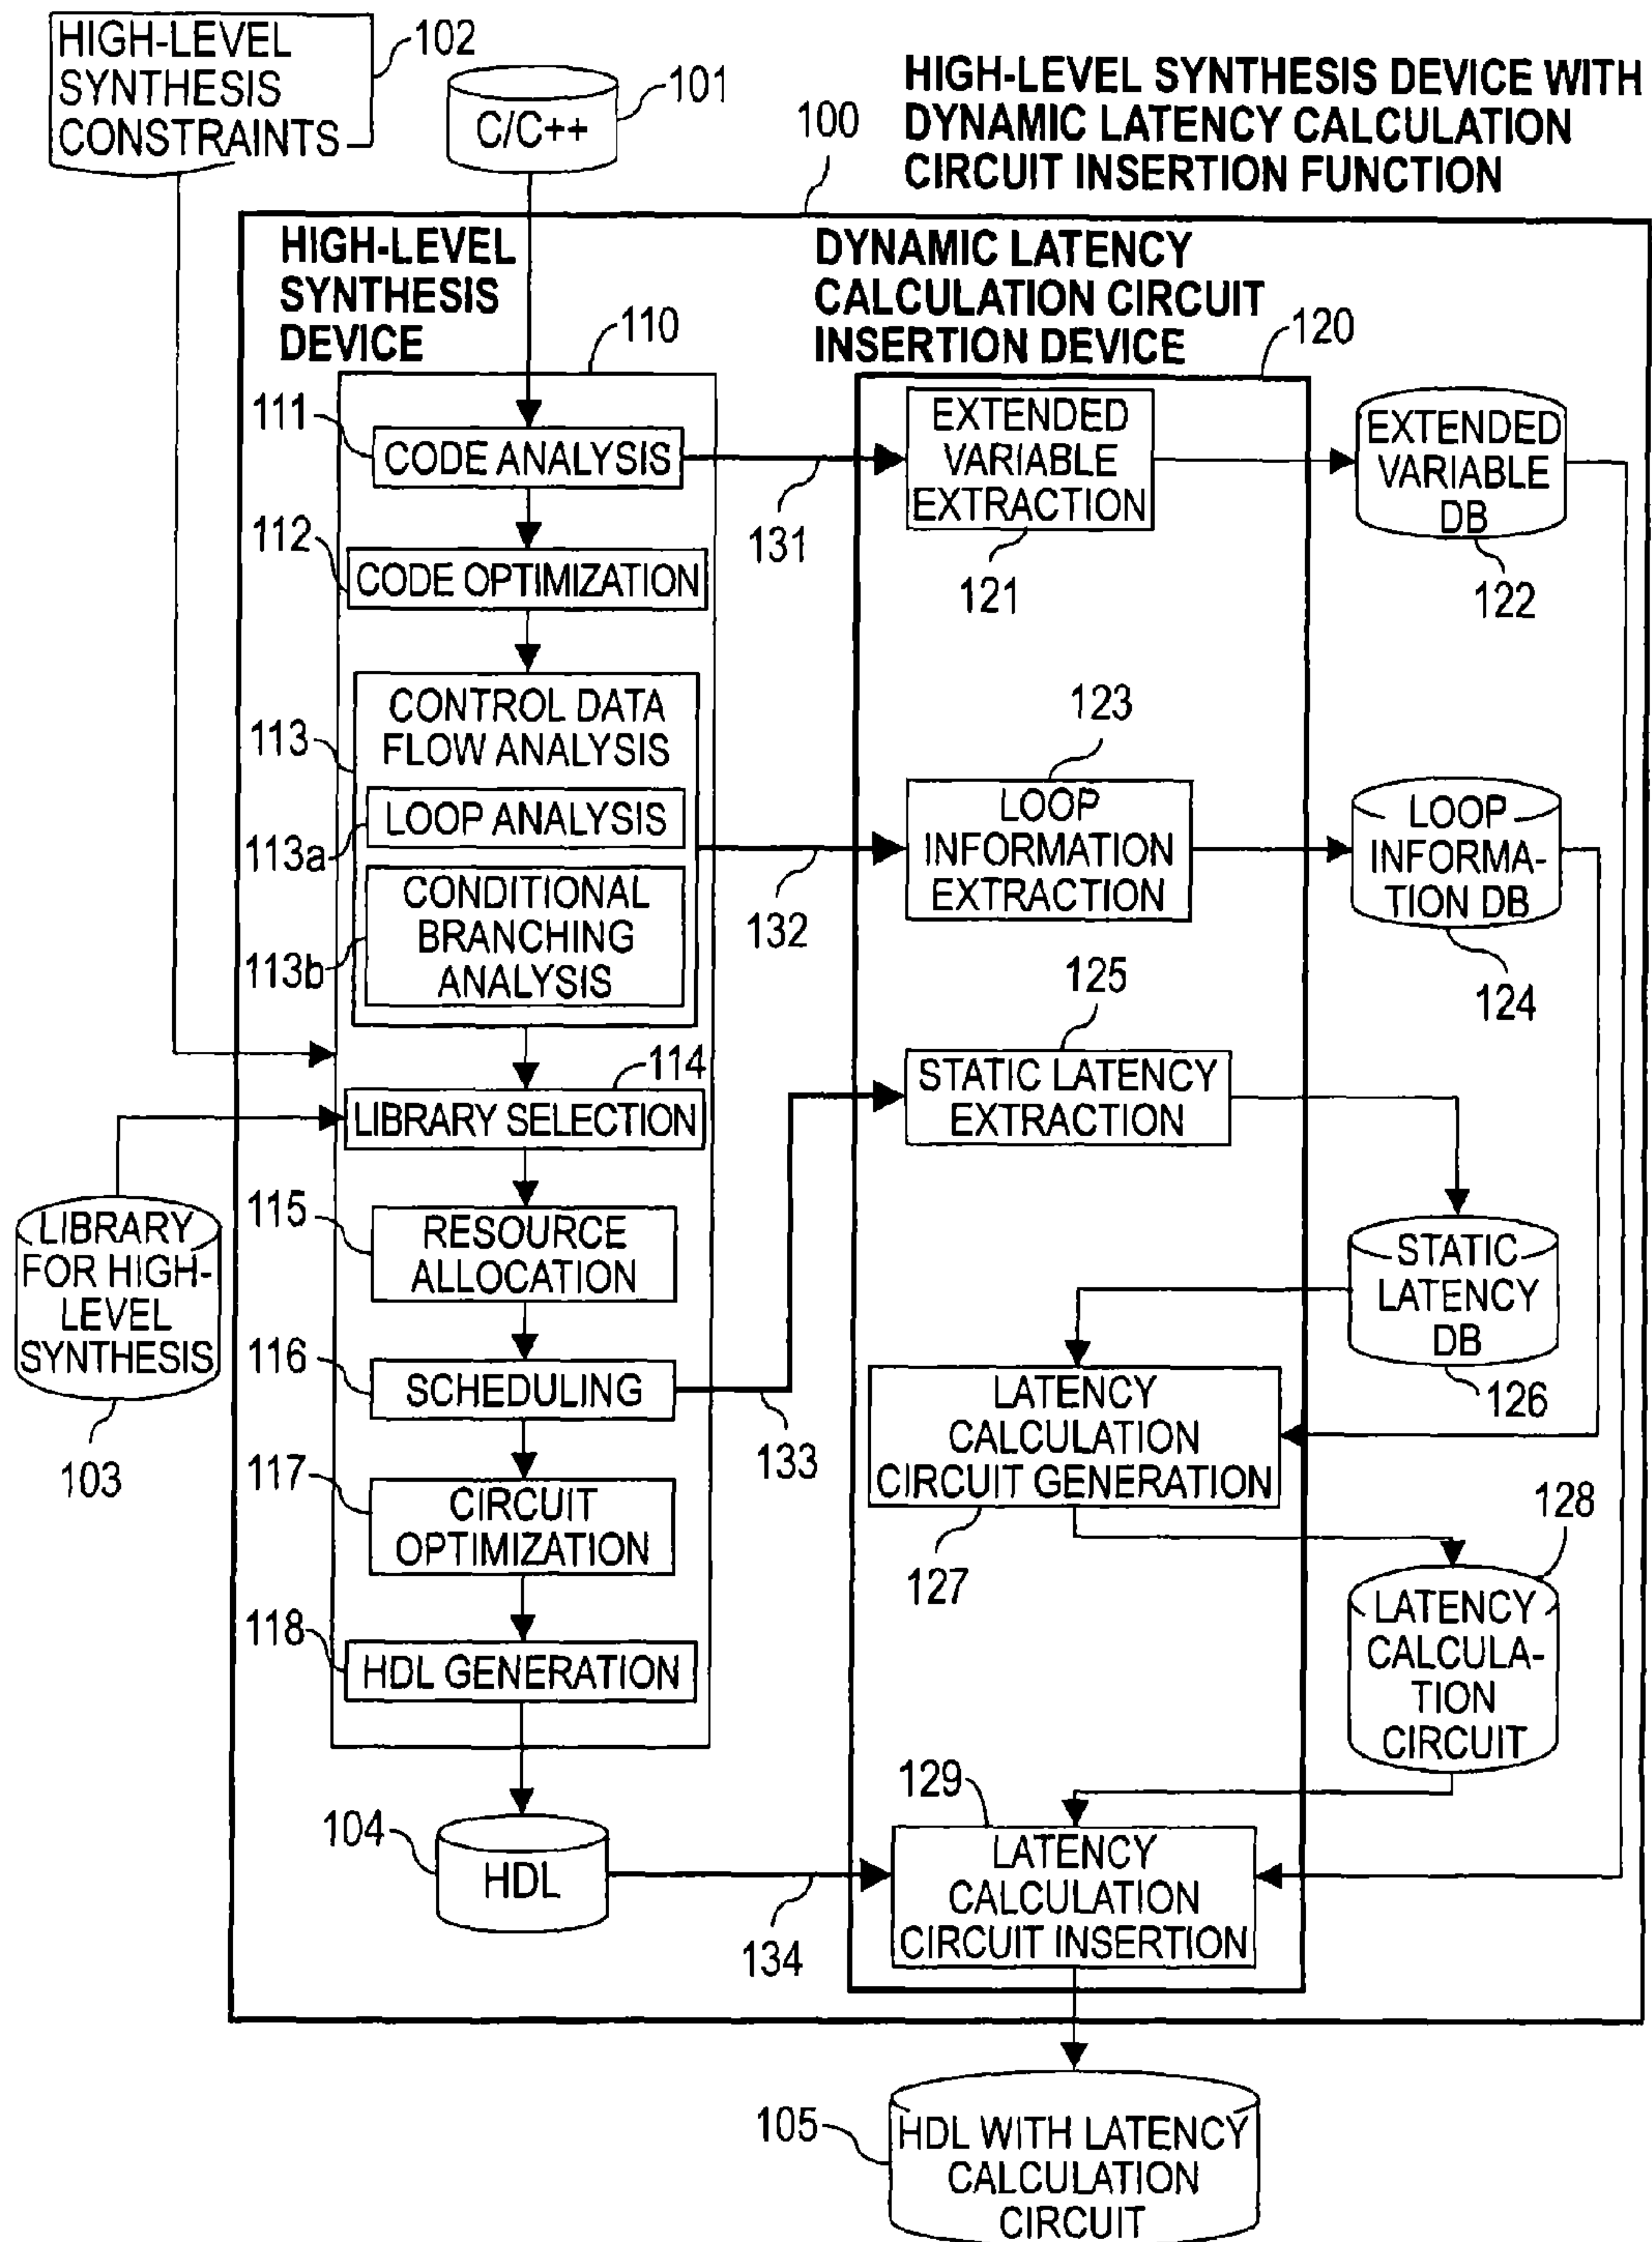 HIGH-LEVEL
SYNTHESIS
CONSTRAINTS
102
C/C++
101
HIGH-LEVEL SYNTHESIS DEVICE WITH
DYNAMIC LATENCY CALCULATION
CIRCUIT INSERTION FUNCTION
100
HIGH-LEVEL
SYNTHESIS
DEVICE
110
DYNAMIC LATENCY
CALCULATION CIRCUIT
INSERTION DEVICE
120
111
CODE ANALYSIS
131
EXTENDED
VARIABLE
EXTRACTION
121
EXTENDED
VARIABLE
DB
122
112
CODE OPTIMIZATION
113
CONTROL DATA
FLOW ANALYSIS
113a
LOOP ANALYSIS
113b
CONDITIONAL
BRANCHING
ANALYSIS
132
123
LOOP
INFORMATION
EXTRACTION
LOOP
INFORMA-
TION DB
124
114
LIBRARY SELECTION
125
STATIC LATENCY
EXTRACTION
LIBRARY
FOR HIGH-
LEVEL
SYNTHESIS
103
115
RESOURCE
ALLOCATION
STATIC
LATENCY
DB
126
116
SCHEDULING
133
LATENCY
CALCULATION
CIRCUIT GENERATION
127
117
CIRCUIT
OPTIMIZATION
128
LATENCY
CALCULA-
TION
CIRCUIT
118
HDL GENERATION
104
HDL
134
129
LATENCY
CALCULATION
CIRCUIT INSERTION
105
HDL WITH LATENCY
CALCULATION
CIRCUIT